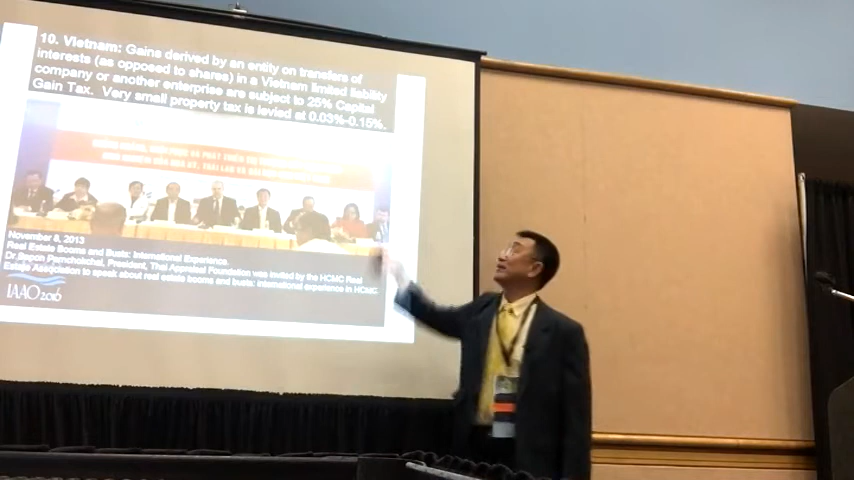 10. Vietnam: Gains derived by an entity on transfers of
interests (as opposed to shares) in a Vietnam limited liability
company or another enterprise are subject to 25% Capital
Gain Tax. Very small property tax is levied at 0.03%-0.15%.
November 8, 2013
Real Estate Booms and Busts: International Experience.
Dr Sopon Pornchokchai, President, Thai Appraisal Foundation was invited by the HCMC Real
Estate Association to speak about real estate booms and busts: international experience in HCMC
IAAO 2016